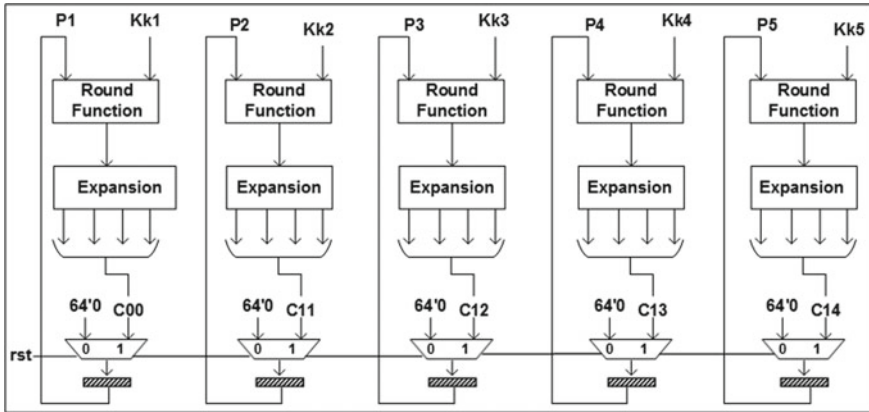 P1 Kk1 P2 Kk2 P3 Kk3 P4 Kk4 P5 Kk5
Round Function Round Function Round Function Round Function Round Function
Expansion Expansion Expansion Expansion Expansion
64'0 C00 64'0 C11 64'0 C12 64'0 C13 64'0 C14
rst 0 1 0 1 0 1 0 1 0 1